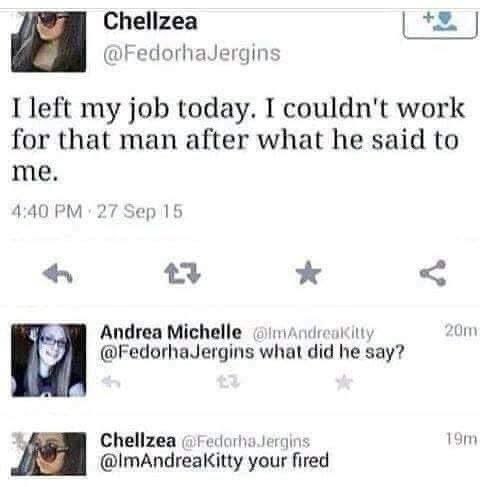 Chellzea
@FedorhaJergins
I left my job today. I couldn't work
for that man after what he said to
me.
4:40 PM · 27 Sep 15
Andrea Michelle @ImAndreaKitty 20m
@FedorhaJergins what did he say?
Chellzea @FedorhaJergins 19m
@ImAndreaKitty your fired